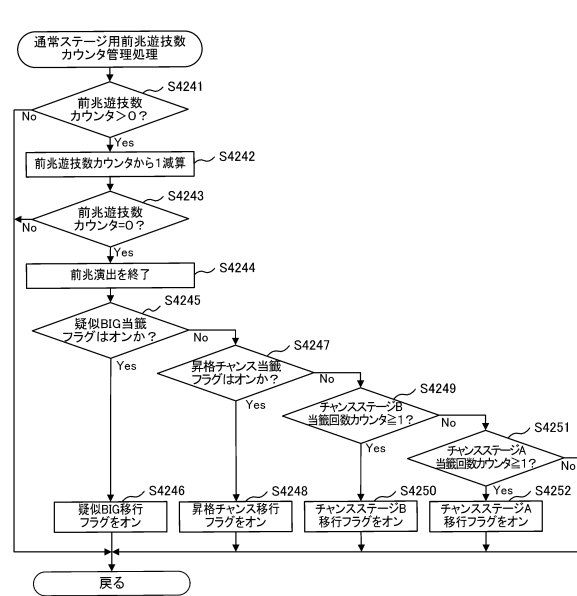 通常ステージ用前兆遊技数
カウンタ管理処理
S4241
前兆遊技数
カウンタ>0?
No
Yes
S4242
前兆遊技数カウンタから1減算
S4243
前兆遊技数
カウンタ=0?
No
Yes
S4244
前兆演出を終了
S4245
疑似BIG当籤
フラグはオンか?
No
Yes
S4247
昇格チャンス当籤
フラグはオンか?
No
Yes
S4249
チャンスステージB
当籤回数カウンタ≧1?
No
Yes
S4251
チャンスステージA
当籤回数カウンタ≧1?
No
Yes
S4246
疑似BIG移行
フラグをオン
S4248
昇格チャンス移行
フラグをオン
S4250
チャンスステージB
移行フラグをオン
S4252
チャンスステージA
移行フラグをオン
戻る